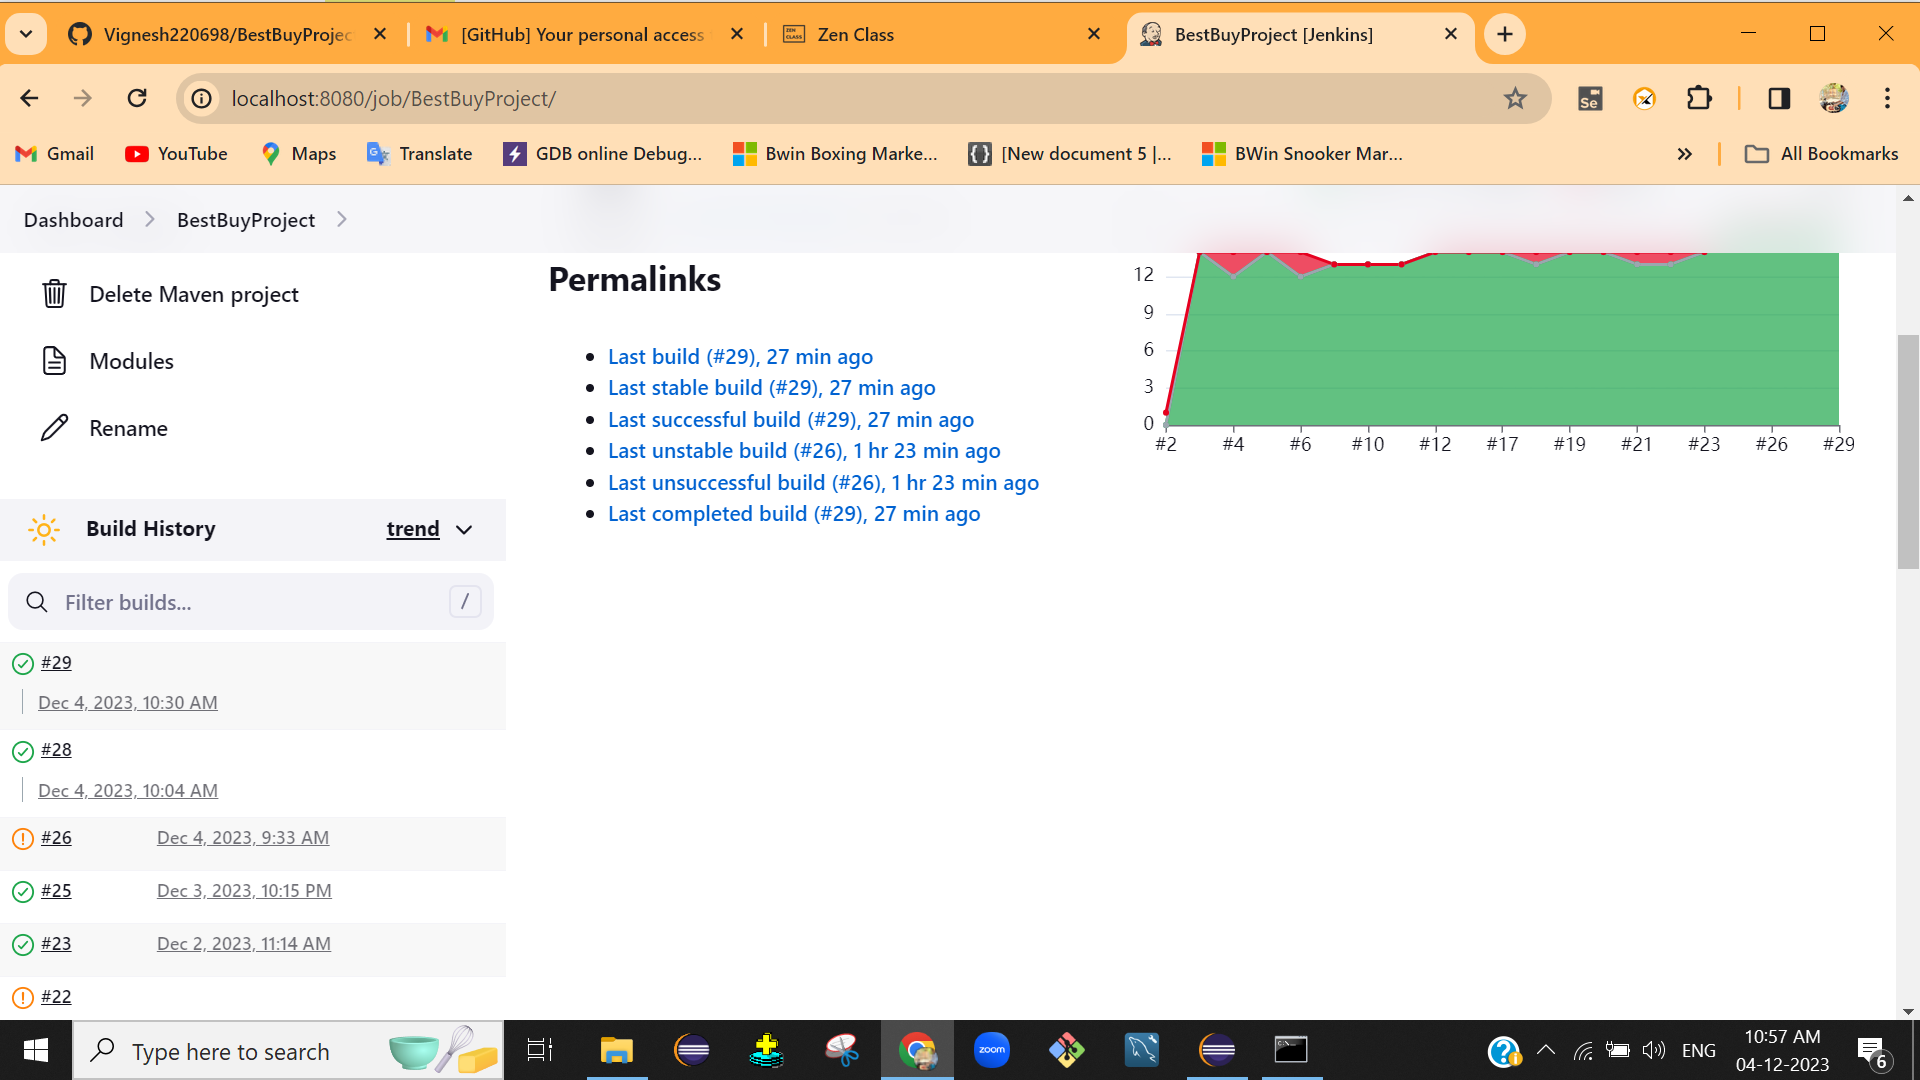 Vignesh220698/BestBuyProjec
[GitHub] Your personal access
Zen Class
BestBuyProject [Jenkins]
localhost:8080/job/BestBuyProject/
Gmail
YouTube
Maps
Translate
GDB online Debug...
Bwin Boxing Marke...
[New document 5 |...
BWin Snooker Mar...
»
All Bookmarks
Dashboard
BestBuyProject
Delete Maven project
Modules
Rename
Build History
trend
Filter builds...
/
#29
Dec 4, 2023, 10:30 AM
#28
Dec 4, 2023, 10:04 AM
#26 Dec 4, 2023, 9:33 AM
#25 Dec 3, 2023, 10:15 PM
#23 Dec 2, 2023, 11:14 AM
#22
Permalinks
Last build (#29), 27 min ago
Last stable build (#29), 27 min ago
Last successful build (#29), 27 min ago
Last unstable build (#26), 1 hr 23 min ago
Last unsuccessful build (#26), 1 hr 23 min ago
Last completed build (#29), 27 min ago
12
9
6
3
0
#2 #4 #6 #10 #12 #17 #19 #21 #23 #26 #29
Type here to search
zoom
ENG
10:57 AM
04-12-2023
6